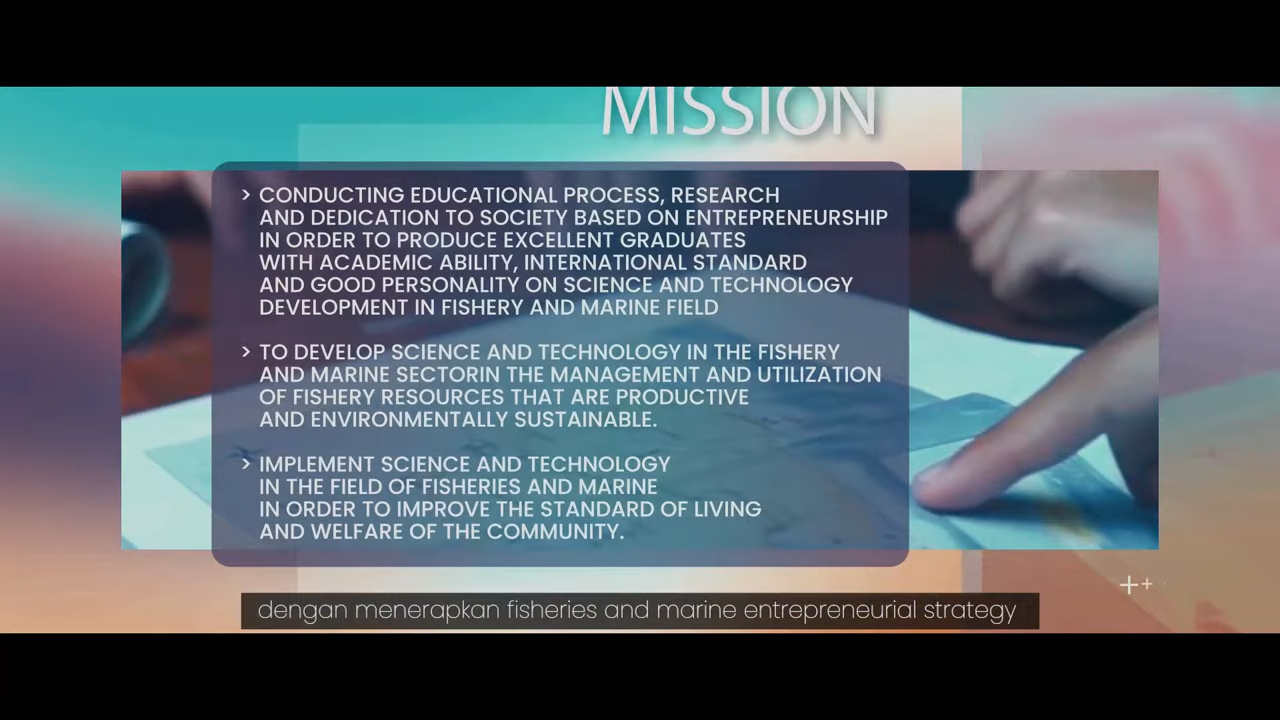 MISSION
> CONDUCTING EDUCATIONAL PROCESS, RESEARCH
AND DEDICATION TO SOCIETY BASED ON ENTREPRENEURSHIP
IN ORDER TO PRODUCE EXCELLENT GRADUATES
WITH ACADEMIC ABILITY, INTERNATIONAL STANDARD
AND GOOD PERSONALITY ON SCIENCE AND TECHNOLOGY
DEVELOPMENT IN FISHERY AND MARINE FIELD
> TO DEVELOP SCIENCE AND TECHNOLOGY IN THE FISHERY
AND MARINE SECTORIN THE MANAGEMENT AND UTILIZATION
OF FISHERY RESOURCES THAT ARE PRODUCTIVE
AND ENVIRONMENTALLY SUSTAINABLE.
> IMPLEMENT SCIENCE AND TECHNOLOGY
IN THE FIELD OF FISHERIES AND MARINE
IN ORDER TO IMPROVE THE STANDARD OF LIVING
AND WELFARE OF THE COMMUNITY.
dengan menerapkan fisheries and marine entrepreneurial strategy